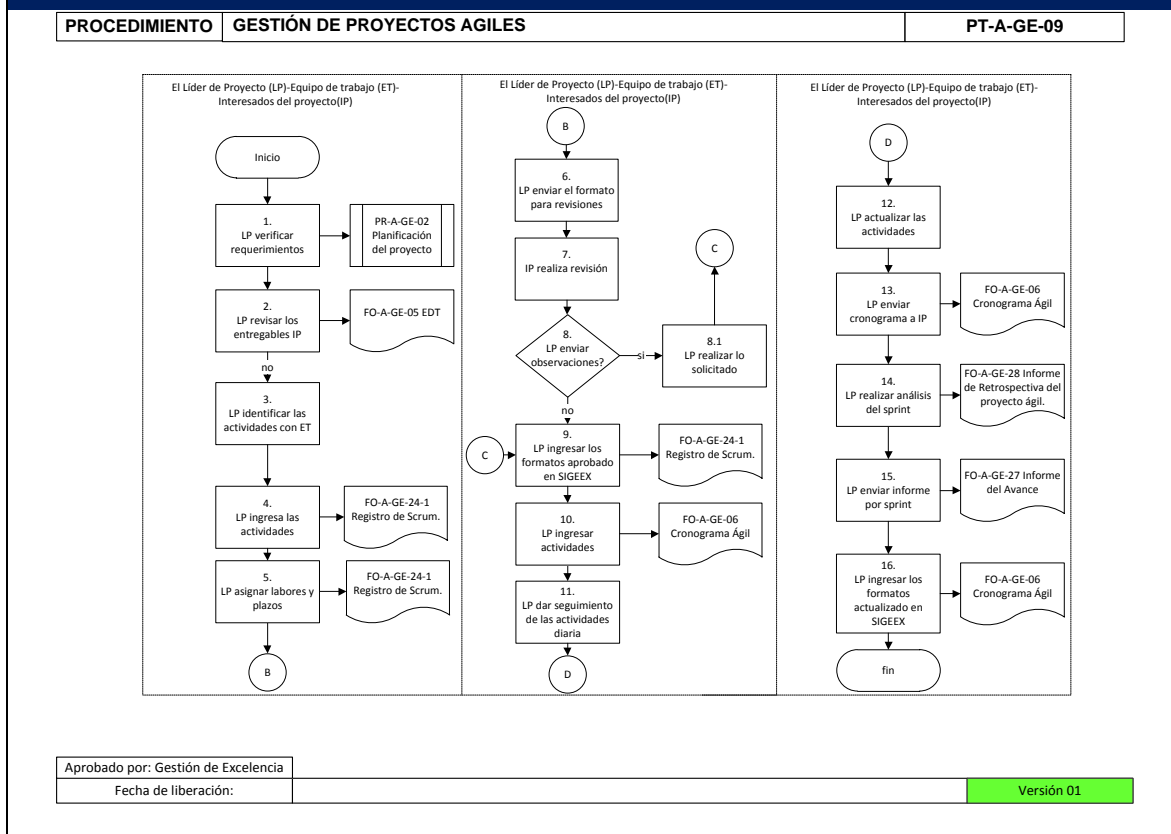 PROCEDIMIENTO
GESTIÓN DE PROYECTOS AGILES
PT-A-GE-09
El Líder de Proyecto (LP)-Equipo de trabajo (ET)-
Interesados del proyecto(IP)
Inicio
1.
LP verificar
requerimientos
PR-A-GE-02
Planificación
del proyecto
2.
LP revisar los
entregables IP
FO-A-GE-05 EDT
no
3.
LP identificar las
actividades con ET
4.
LP ingresa las
actividades
FO-A-GE-24-1
Registro de Scrum.
5.
LP asignar labores y
plazos
FO-A-GE-24-1
Registro de Scrum.
B
El Líder de Proyecto (LP)-Equipo de trabajo (ET)-
Interesados del proyecto(IP)
B
6.
LP enviar el formato
para revisiones
7.
IP realiza revisión
C
8.
LP enviar
observaciones?
si
8.1
LP realizar lo
solicitado
no
C
9.
LP ingresar los
formatos aprobado
en SIGEEX
FO-A-GE-24-1
Registro de Scrum.
10.
LP ingresar
actividades
FO-A-GE-06
Cronograma Ágil
11.
LP dar seguimiento
de las actividades
diaria
D
El Líder de Proyecto (LP)-Equipo de trabajo (ET)-
Interesados del proyecto(IP)
D
12.
LP actualizar las
actividades
13.
LP enviar
cronograma a IP
FO-A-GE-06
Cronograma Ágil
14.
LP realizar análisis
del sprint
FO-A-GE-28 Informe
de Retrospectiva del
proyecto ágil.
15.
LP enviar informe
por sprint
FO-A-GE-27 Informe
del Avance
16.
LP ingresar los
formatos
actualizado en
SIGEEX
FO-A-GE-06
Cronograma Ágil
fin
Aprobado por: Gestión de Excelencia
Fecha de liberación:
Versión 01